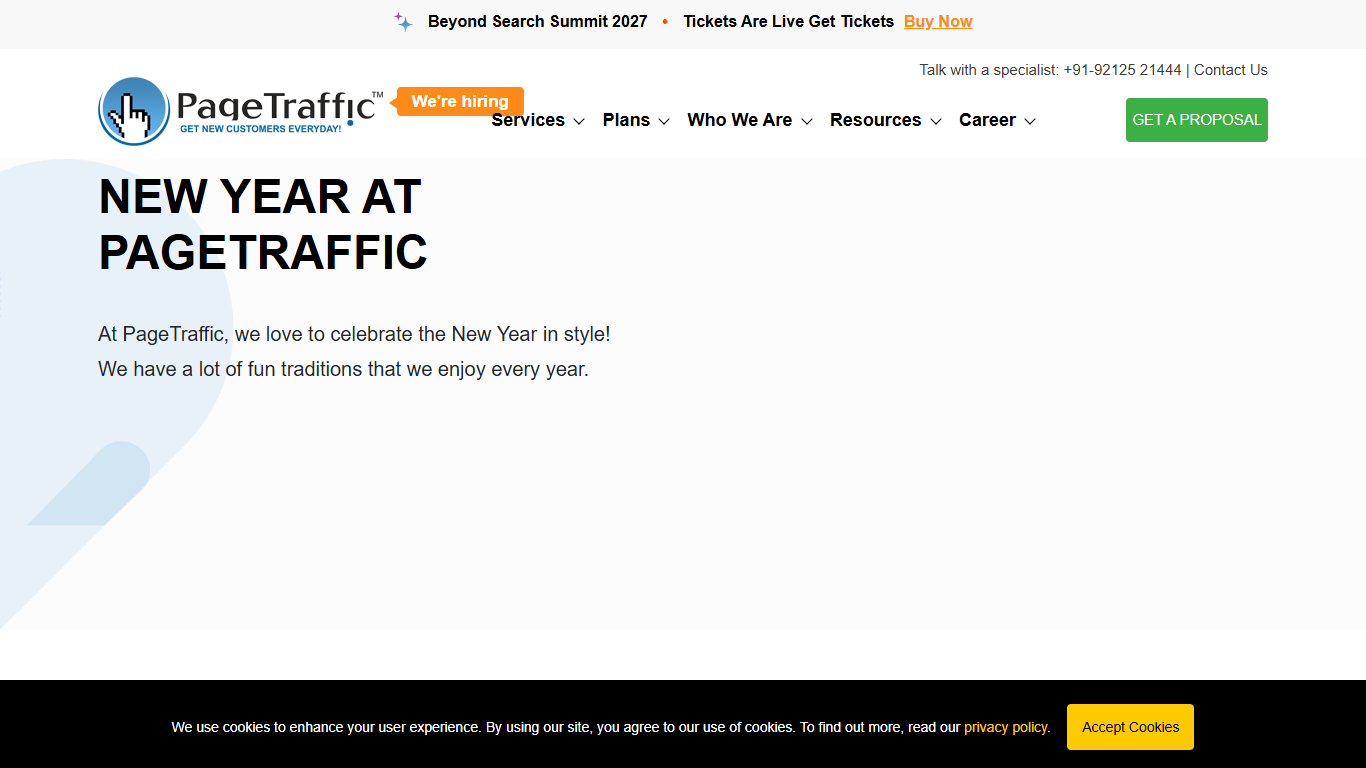 Beyond Search Summit 2027 • Tickets Are Live Get Tickets Buy Now
Talk with a specialist: +91-92125 21444 | Contact Us
PageTraffic™
GET NEW CUSTOMERS EVERYDAY!
We're hiring
Services Plans Who We Are Resources Career
GET A PROPOSAL
NEW YEAR AT
PAGETRAFFIC
At PageTraffic, we love to celebrate the New Year in style!
We have a lot of fun traditions that we enjoy every year.
We use cookies to enhance your user experience. By using our site, you agree to our use of cookies. To find out more, read our privacy policy.
Accept Cookies